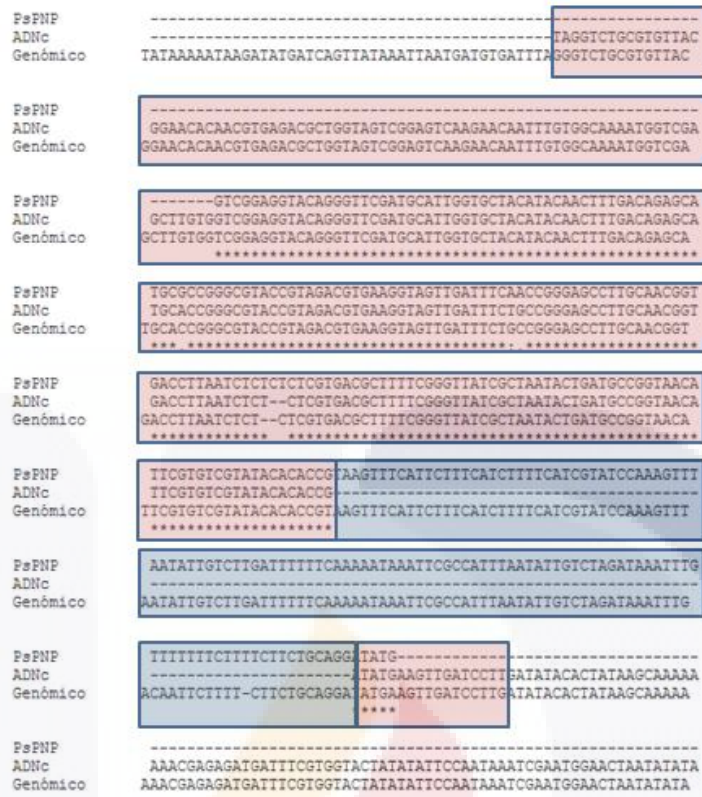 PsPNP ------------------------------------------------------------
ADNc ---------------------------------------------TAGGTCTGCGTGTTAC
Genómico TATAAAAATAAGATATGATCAGTTATAAATTAATGATGTGATTTAGGGTCTGCGTGTTAC
PsPNP ------------------------------------------------------------
ADNc GGAACACAACGTGAGACGCTGGTAGTCGGAGTCAAGAACAATTTGTGGCAAAATGGTCGA
Genómico GGAACACAACGTGAGACGCTGGTAGTCGGAGTCAAGAACAATTTGTGGCAAAATGGTCGA
PsPNP -------GTCGGAGGTACAGGGTTCGATGCATTGGTGCTACATACAACTTTGACAGAGCA
ADNc GCTTGTGGTCGGAGGTACAGGGTTCGATGCATTGGTGCTACATACAACTTTGACAGAGCA
Genómico GCTTGTGGTCGGAGGTACAGGGTTCGATGCATTGGTGCTACATACAACTTTGACAGAGCA
*****************************************************
PsPNP TGCGCCGGGCGTACCGTAGACGTGAAGGTAGTTGATTTCAACCGGGAGCCTTGCAACGGT
ADNc TGCACCGGGCGTACCGTAGACGTGAAGGTAGTTGATTTCTGCCGGGAGCCTTGCAACGGT
Genómico TGCACCGGGCGTACCGTAGACGTGAAGGTAGTTGATTTCTGCCGGGAGCCTTGCAACGGT
***.***********************************:.*******************
PsPNP GACCTTAATCTCTCTCTCGTGACGCTTTTCGGGTTATCGCTAATACTGATGCCGGTAACA
ADNc GACCTTAATCTCT--CTCGTGACGCTTTTCGGGTTATCGCTAATACTGATGCCGGTAACA
Genómico GACCTTAATCTCT--CTCGTGACGCTTTTCGGGTTATCGCTAATACTGATGCCGGTAACA
*************  *********************************************
PsPNP TTCGTGTCGTATACACACCGTAAGTTTCATTCTTTCATCTTTTCATCGTATCCAAAGTTT
ADNc TTCGTGTCGTATACACACCG----------------------------------------
Genómico TTCGTGTCGTATACACACCGTAAGTTTCATTCTTTCATCTTTTCATCGTATCCAAAGTTT
********************
PsPNP AATATTGTCTTGATTTTTTCAAAAATAAATTCGCCATTTAATATTGTCTAGATAAATTTG
ADNc ------------------------------------------------------------
Genómico AATATTGTCTTGATTTTTTCAAAAATAAATTCGCCATTTAATATTGTCTAGATAAATTTG
PsPNP TTTTTTTCTTTTCTTCTGCAGGATATG---------------------------------
ADNc ----------------------ATATGAAGTTGATCCTTGATATACACTATAAGCAAAAA
Genómico ACAATTCTTTT-CTTCTGCAGGATATGAAGTTGATCCTTGATATACACTATAAGCAAAAA
*****
PsPNP ------------------------------------------------------------
ADNc AAACGAGAGATGATTTCGTGGTACTATATATTCCAATAAATCGAATGGAACTAATATATA
Genómico AAACGAGAGATGATTTCGTGGTACTATATATTCCAATAAATCGAATGGAACTAATATATA